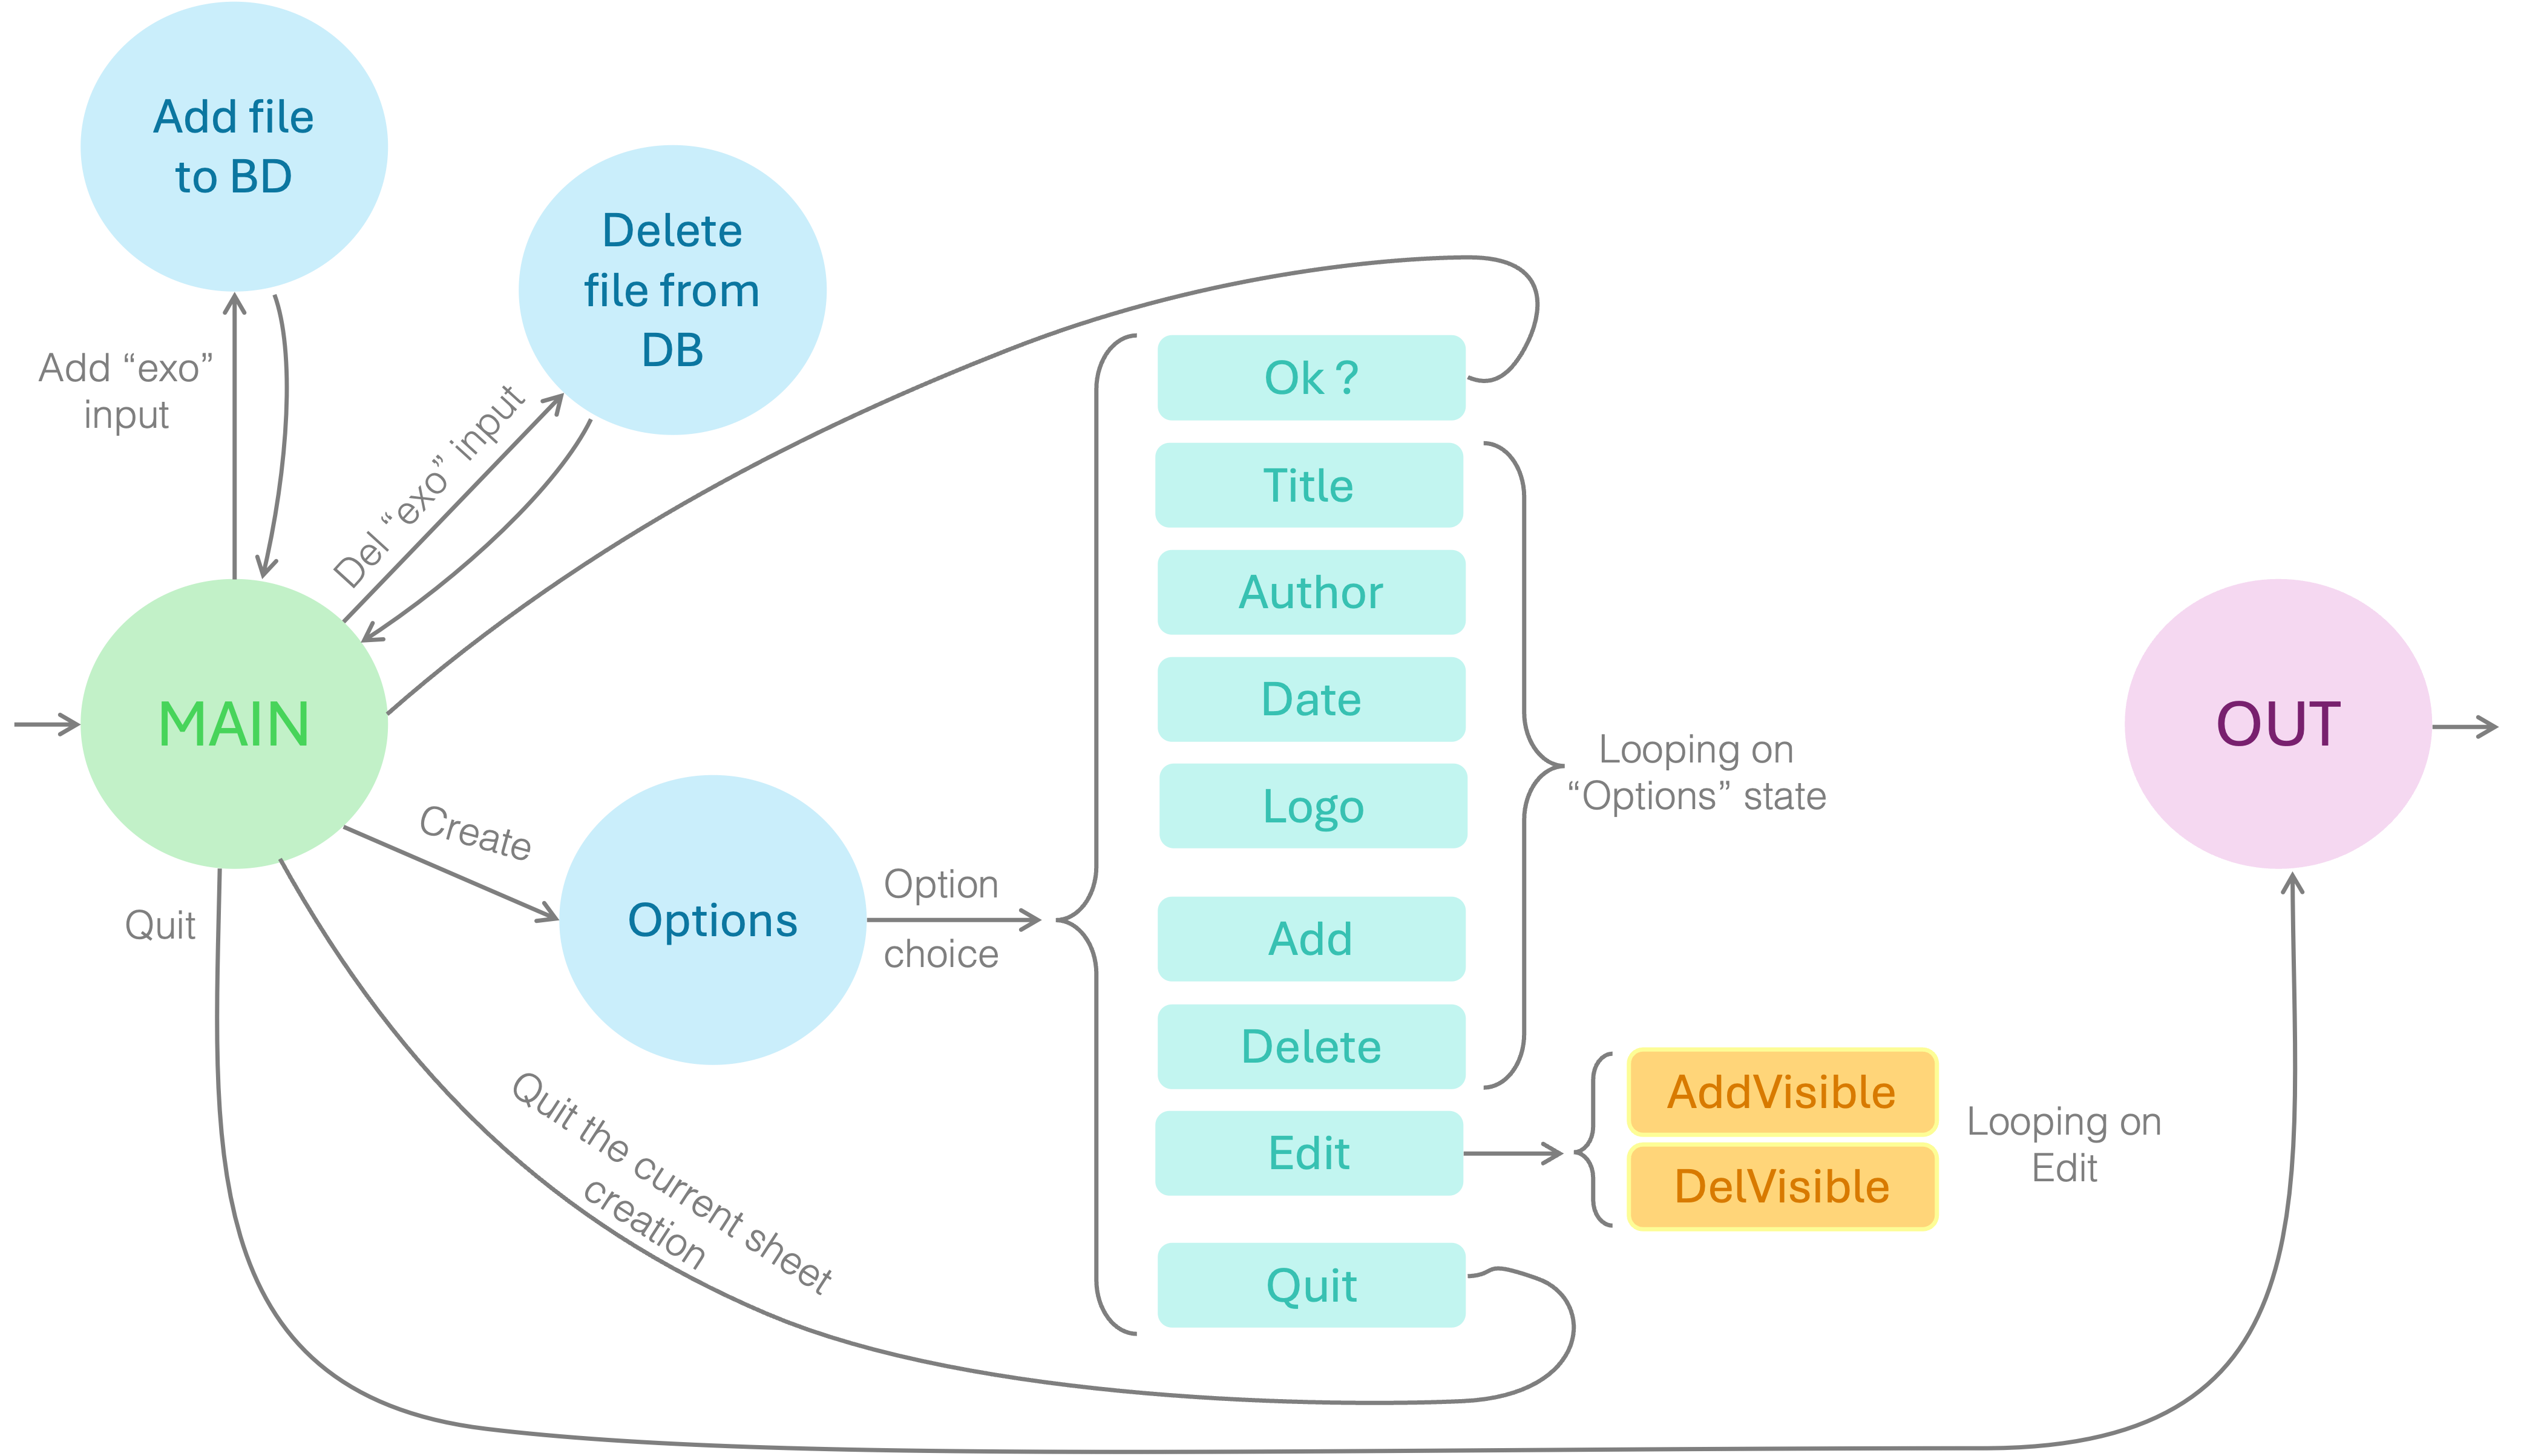 Add file
to BD
Delete
file from
DB
Add “exo”
input
Del “exo” input
Ok ?
Title
Author
Date
Logo
Add
Delete
Edit
Quit
Looping on
“Options” state
MAIN
OUT
Create
Quit
Options
Option
choice
AddVisible
DelVisible
Looping on
Edit
Quit the current sheet
creation